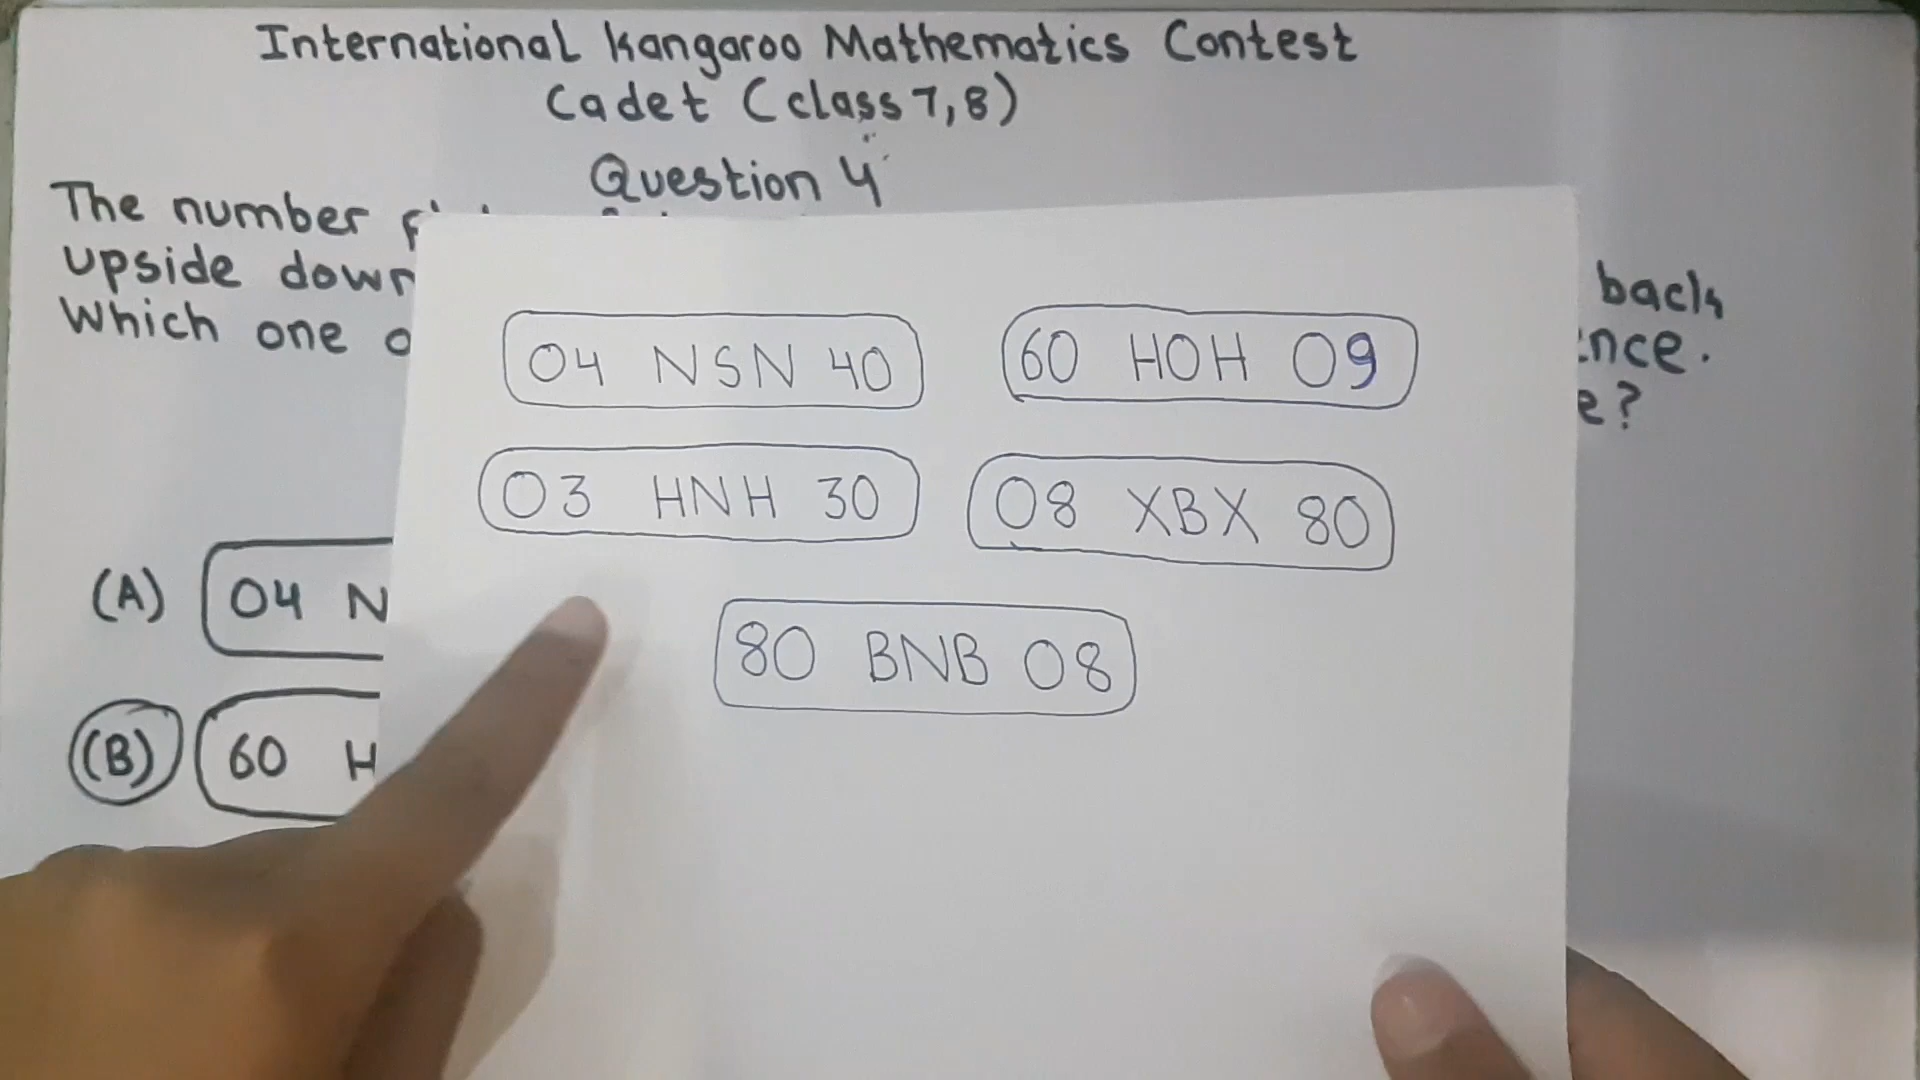 International Kangaroo Mathematics Contest
Cadet (class 7,8)
Question 4
The number
upside down back
Which one
04 NSN 40 60 HOH 09
03 HNH 30 08 XBX 80
80 BNB 08
(A) 04 N
(B) 60 H